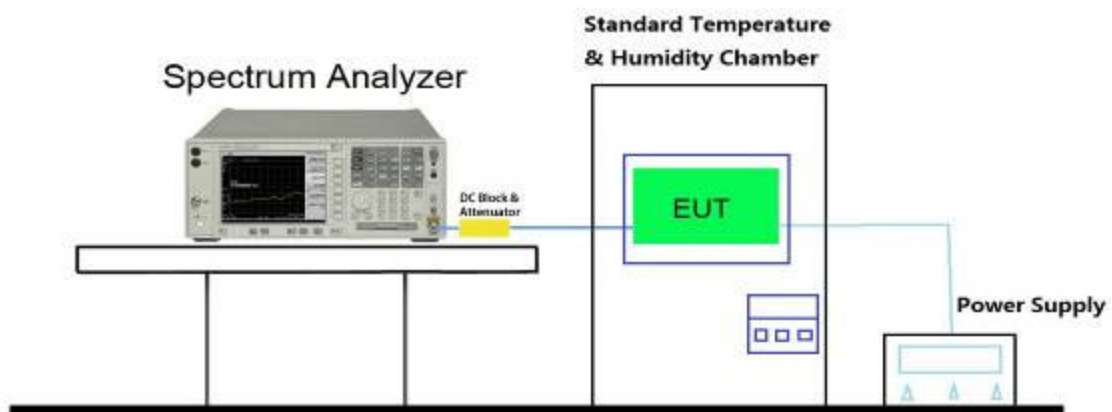 Standard Temperature
& Humidity Chamber
Spectrum Analyzer
DC Block &
Attenuator
EUT
Power Supply